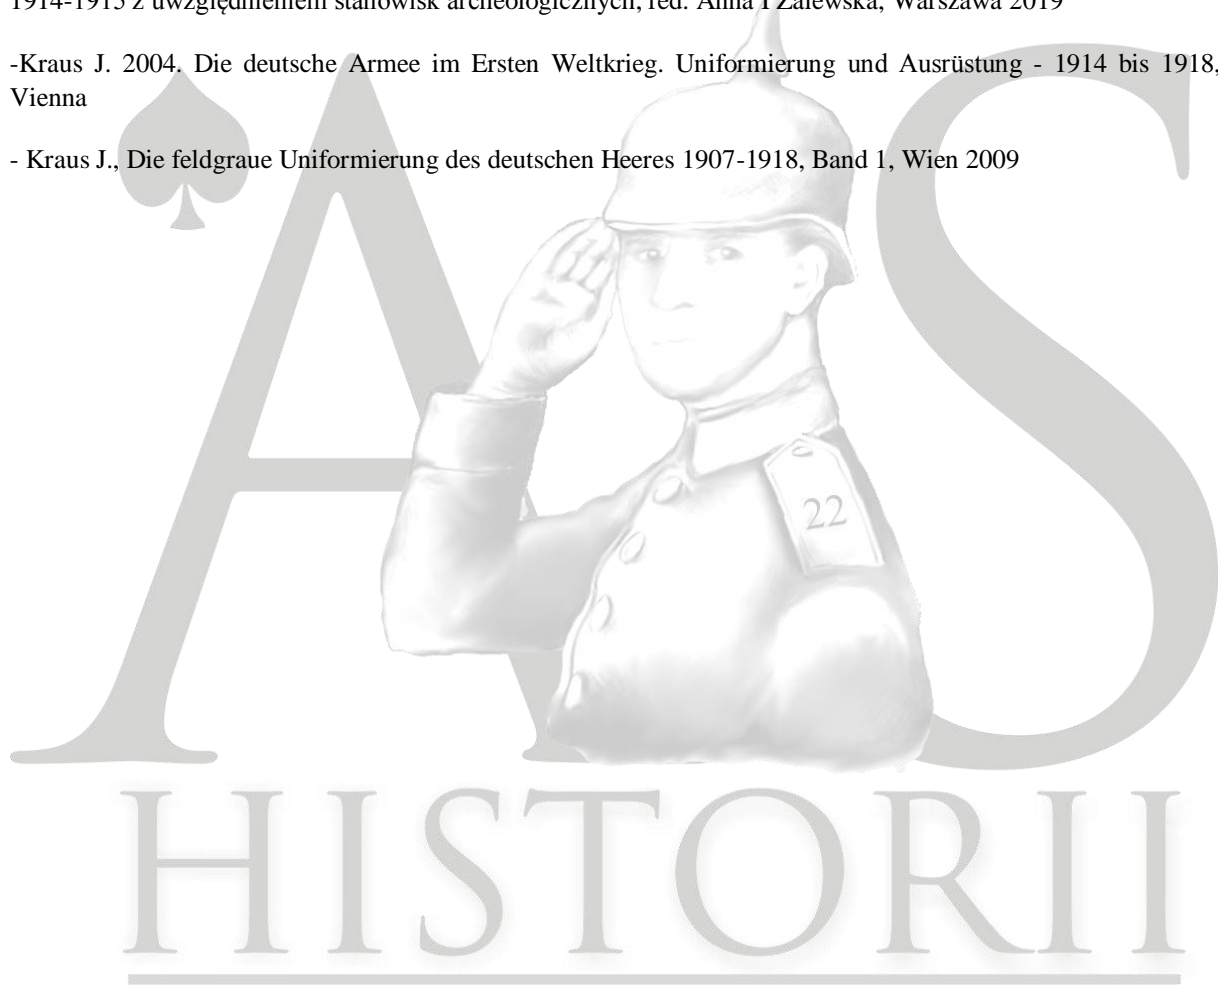 1914-1915 z uwzględnieniem stanowisk archeologicznych, red. Anna I Zalewska, Warszawa 2019
-Kraus J. 2004. Die deutsche Armee im Ersten Weltkrieg. Uniformierung und Ausrüstung - 1914 bis 1918,
Vienna
- Kraus J., Die feldgraue Uniformierung des deutschen Heeres 1907-1918, Band 1, Wien 2009
AS
22
HISTORII